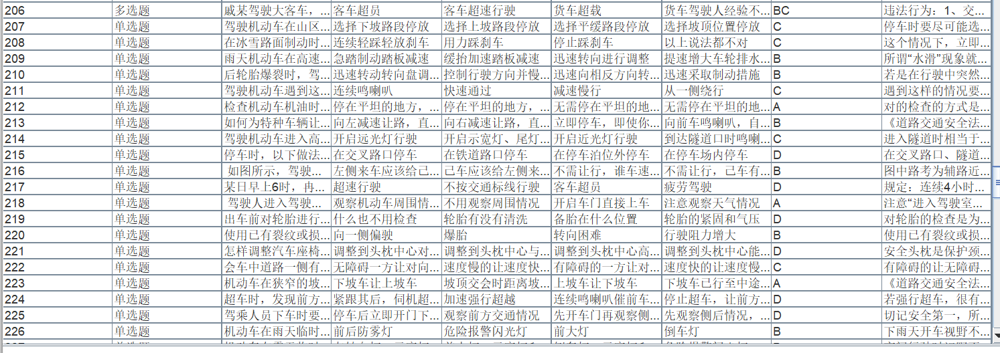 206 多选题 戚某驾驶大客车，... 客车超员 客车超速行驶 货车超载 货车驾驶人经验不... BC 违法行为：1、交...
207 单选题 驾驶机动车在山区... 选择下坡路段停放 选择上坡路段停放 选择平缓路段停放 选择坡顶位置停放 C 停车时要尽可能选...
208 单选题 在冰雪路面制动时... 连续轻踩轻放刹车 用力踩刹车 停止踩刹车 以上说法都不对 C 这个情况下，立即...
209 单选题 雨天机动车在高速... 急踏制动踏板减速 缓抬加速踏板减速 迅速转向进行调整 提速增大车轮排水... B 所谓“水滑”现象就...
210 单选题 后轮胎爆裂时，驾... 迅速转动转向盘调... 控制行驶方向并慢... 迅速向相反方向转... 迅速采取制动措施 B 若是在行驶中突然...
211 单选题 驾驶机动车遇到这... 连续鸣喇叭 快速通过 减速慢行 从一侧绕行 C 遇到这样的情况要...
212 单选题 检查机动车机油时... 停在平坦的地方，... 停在平坦的地方，... 无需停在平坦的地... 无需停在平坦的地... A 对的检查的方式是...
213 单选题 如何为特种车辆让... 向左减速让路，直... 向右减速让路，直... 立即停车，即使你... 向前车鸣喇叭，自... B 《道路交通安全法...
214 单选题 驾驶机动车进入高... 开启远光灯行驶 开启示宽灯、尾灯... 开启近光灯行驶 到达隧道口时鸣喇... C 进入隧道时相当于...
215 单选题 停车时，以下做法... 在交叉路口停车 在铁道路口停车 在停车泊位外停车 在停车场内停车 D 在交叉路口、隧道...
216 单选题 如图所示，驾驶... 左侧来车应该给己... 己车应该给左侧来... 不需让行，谁车速... 不需让行，己车有... B 图中路考为辅路近...
217 单选题 某日早上6时，冉... 超速行驶 不按交通标线行驶 客车超员 疲劳驾驶 D 规定：连续4小时...
218 单选题 驾驶人进入驾驶... 观察机动车周围情... 不用观察周围情况 开启车门直接上车 注意观察天气情况 A 注意“进入驾驶室...
219 单选题 出车前对轮胎进行... 什么也不用检查 轮胎有没有清洗 备胎在什么位置 轮胎的紧固和气压 D 对轮胎的检查是为...
220 单选题 使用已有裂纹或损... 向一侧偏驶 爆胎 转向困难 行驶阻力增大 B 使用已有裂纹或损...
221 单选题 怎样调整汽车座椅... 调整到头枕中心对... 调整到头枕中心与... 调整到头枕中心高... 调整到头枕中心能... D 安全头枕是保护颈...
222 单选题 会车中道路一侧有... 无障碍一方让对向... 速度慢的让速度快... 有障碍的一方让对... 速度快的让速度慢... C 有障碍的让无障碍...
223 单选题 机动车在狭窄的坡... 下坡车让上坡车 坡顶交会时距离坡... 上坡车让下坡车 下坡车已行至中途... A 《道路交通安全法...
224 单选题 超车时，发现前方... 紧跟其后，伺机超... 加速强行超越 连续鸣喇叭催前车... 停止超车，让前方... D 若强行超车，很有...
225 单选题 驾乘人员下车时要... 停车后立即开门下... 观察前方交通情况 先开车门再观察侧... 先观察侧后情况，... D 切记安全第一，所...
226 单选题 机动车在雨天临时... 前后防雾灯 危险报警闪光灯 前大灯 倒车灯 B 下雨天开车视野不...